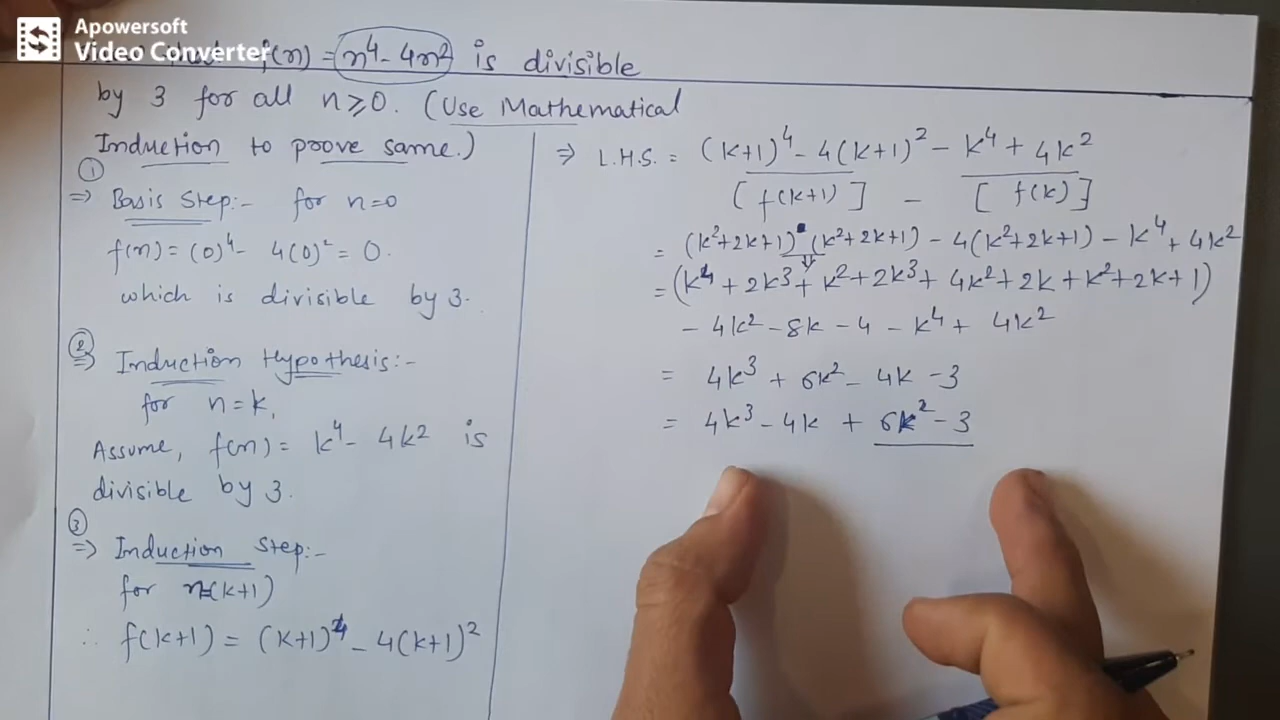 Apowersoft
Video Converter
f(n) = n⁴ - 4n² is divisible
by 3 for all n ≥ 0. (Use Mathematical
Induction to proove same.)
①
⇒ Basis Step:- for n=0
f(n) = (0)⁴ - 4(0)² = 0.
which is divisible by 3.
②
⇒ Induction Hypothesis:-
for n=k,
Assume, f(n) = k⁴ - 4k² is
divisible by 3.
③
⇒ Induction Step:-
for n=(k+1)
∴ f(k+1) = (k+1)⁴ - 4(k+1)²
⇒ L.H.S. = (k+1)⁴ - 4(k+1)² - k⁴ + 4k²
[f(k+1)] - [f(k)]
= (k²+2k+1)·(k²+2k+1) - 4(k²+2k+1) - k⁴ + 4k²
= (k⁴ + 2k³ + k² + 2k³ + 4k² + 2k + k² + 2k + 1)
- 4k² - 8k - 4 - k⁴ + 4k²
= 4k³ + 6k² - 4k - 3
= 4k³ - 4k + 6k² - 3